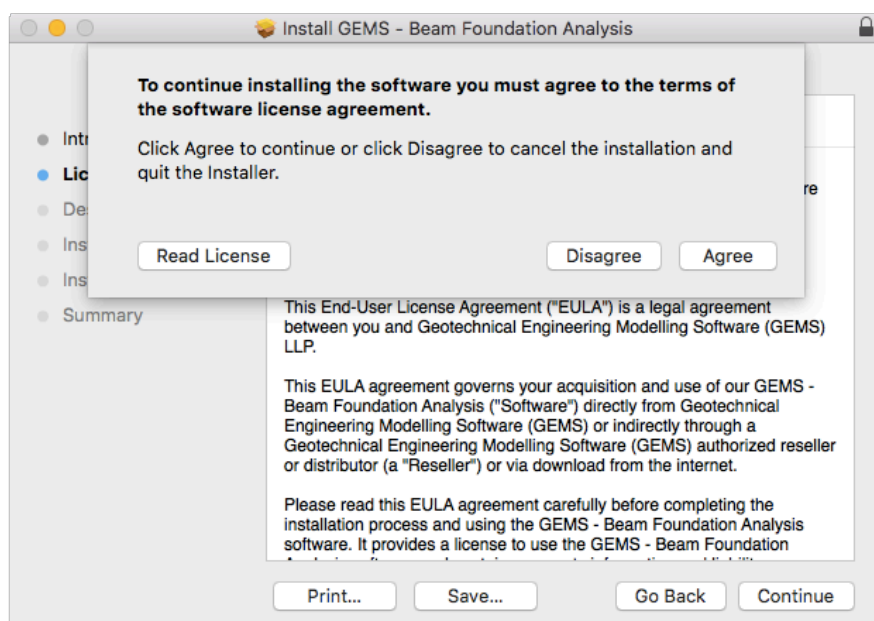 Install GEMS - Beam Foundation Analysis
To continue installing the software you must agree to the terms of
the software license agreement.
Click Agree to continue or click Disagree to cancel the installation and
quit the Installer.
Read License
Disagree
Agree
Intr
Lic
De
Ins
Ins
Summary
re
This End-User License Agreement ("EULA") is a legal agreement
between you and Geotechnical Engineering Modelling Software (GEMS)
LLP.
This EULA agreement governs your acquisition and use of our GEMS -
Beam Foundation Analysis ("Software") directly from Geotechnical
Engineering Modelling Software (GEMS) or indirectly through a
Geotechnical Engineering Modelling Software (GEMS) authorized reseller
or distributor (a "Reseller") or via download from the internet.
Please read this EULA agreement carefully before completing the
installation process and using the GEMS - Beam Foundation Analysis
software. It provides a license to use the GEMS - Beam Foundation
Print...
Save...
Go Back
Continue